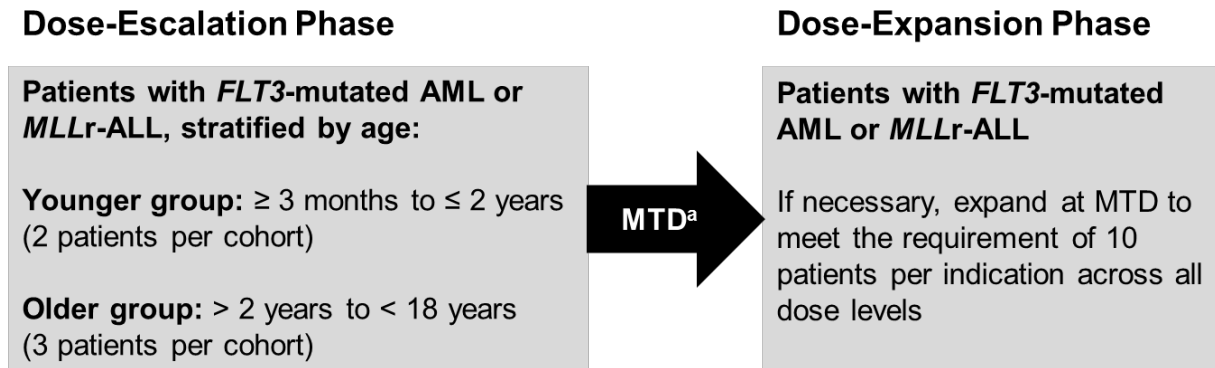 Dose-Escalation Phase
Patients with FLT3-mutated AML or
MLLr-ALL, stratified by age:
Younger group: ≥ 3 months to ≤ 2 years
(2 patients per cohort)
Older group: > 2 years to < 18 years
(3 patients per cohort)
MTDᵃ
Dose-Expansion Phase
Patients with FLT3-mutated
AML or MLLr-ALL
If necessary, expand at MTD to
meet the requirement of 10
patients per indication across all
dose levels